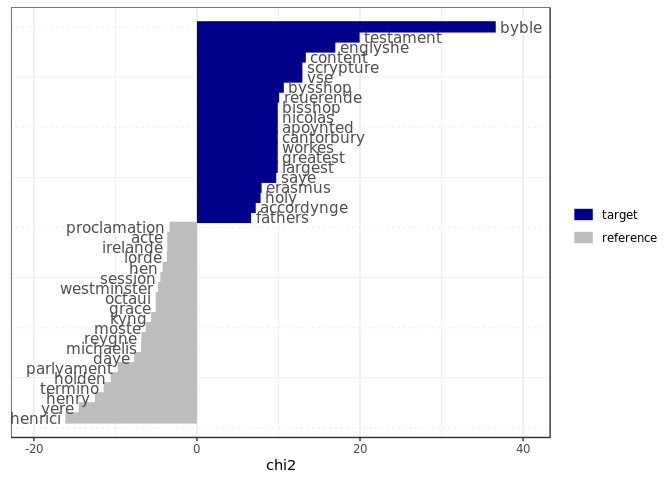 byble
testament
englyshe
content
scrypture
vse
bysshop
reuerende
bisshop
nicolas
apoynted
cantorbury
workes
greatest
largest
saye
erasmus
holy
accordynge
fathers
proclamation
acte
irelande
lorde
hen
session
westminster
octaui
grace
kyng
moste
reygne
michaelis
daye
parlyament
holden
termino
henry
yere
henrici
target
reference
-20 0 20 40
chi2